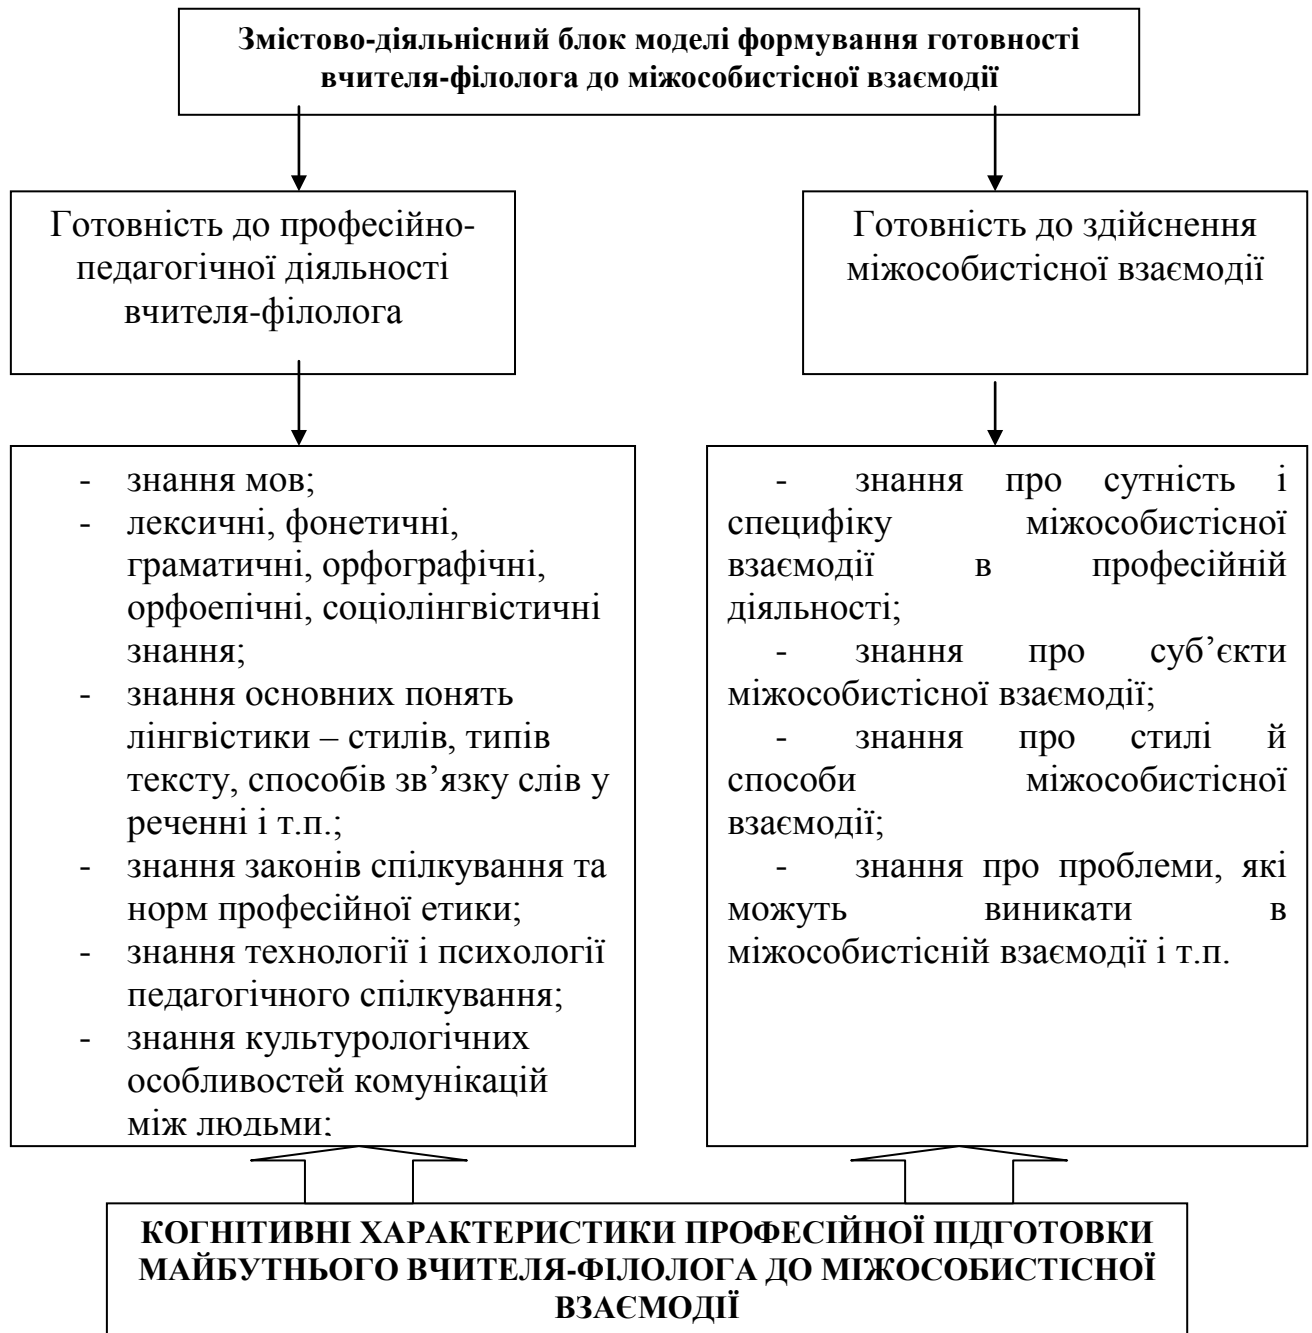 Змістово-діяльнісний блок моделі формування готовності
вчителя-філолога до міжособистісної взаємодії
Готовність до професійно-
педагогічної діяльності
вчителя-філолога
Готовність до здійснення
міжособистісної взаємодії
- знання мов;
- лексичні, фонетичні,
граматичні, орфографічні,
орфоепічні, соціолінгвістичні
знання;
- знання основних понять
лінгвістики – стилів, типів
тексту, способів зв’язку слів у
реченні і т.п.;
- знання законів спілкування та
норм професійної етики;
- знання технології і психології
педагогічного спілкування;
- знання культурологічних
особливостей комунікацій
між людьми;
- знання про сутність і
специфіку міжособистісної
взаємодії в професійній
діяльності;
- знання про суб’єкти
міжособистісної взаємодії;
- знання про стилі й
способи міжособистісної
взаємодії;
- знання про проблеми, які
можуть виникати в
міжособистісній взаємодії і т.п.
КОГНІТИВНІ ХАРАКТЕРИСТИКИ ПРОФЕСІЙНОЇ ПІДГОТОВКИ
МАЙБУТНЬОГО ВЧИТЕЛЯ-ФІЛОЛОГА ДО МІЖОСОБИСТІСНОЇ
ВЗАЄМОДІЇ